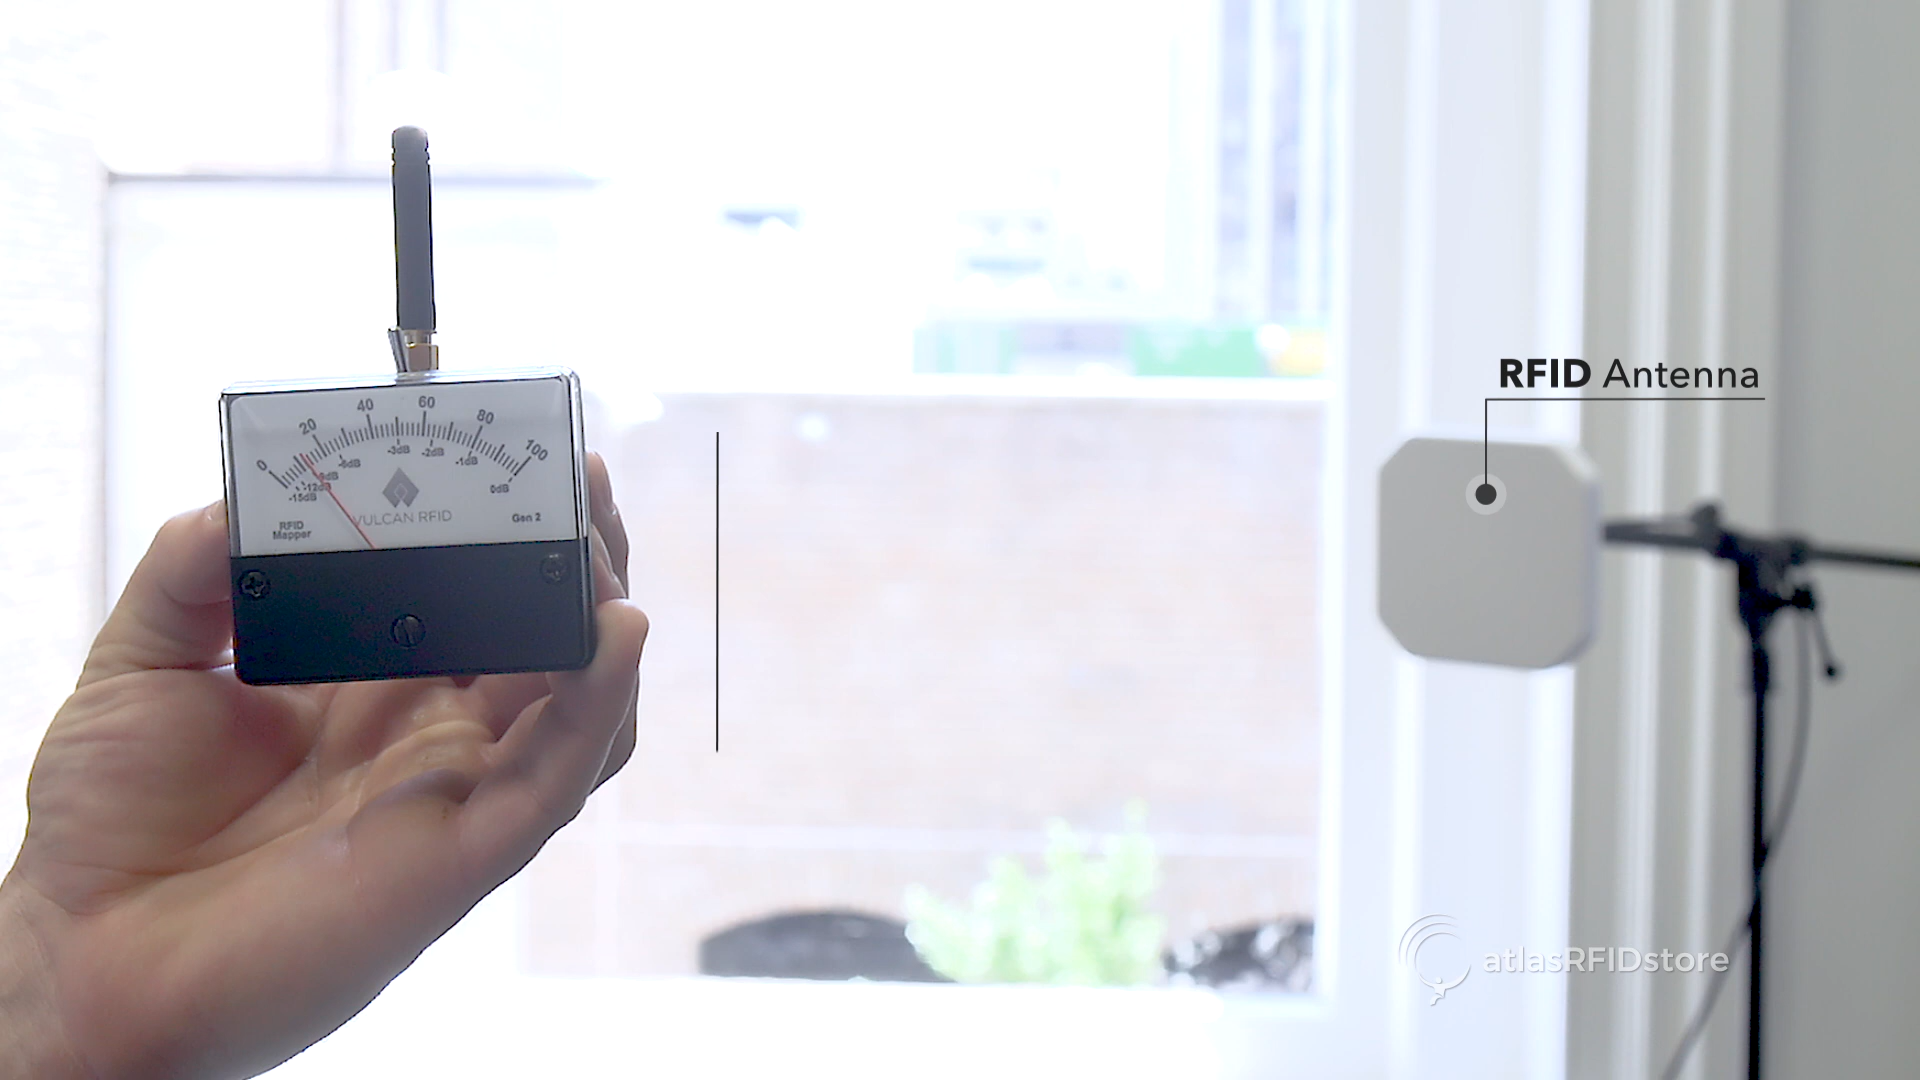 0 20 40 60 80 100
-15dB -12dB -9dB -6dB -3dB -2dB -1dB 0dB
VULCAN RFID
RFID
Mapper
Gen 2
RFID Antenna
atlasRFIDstore